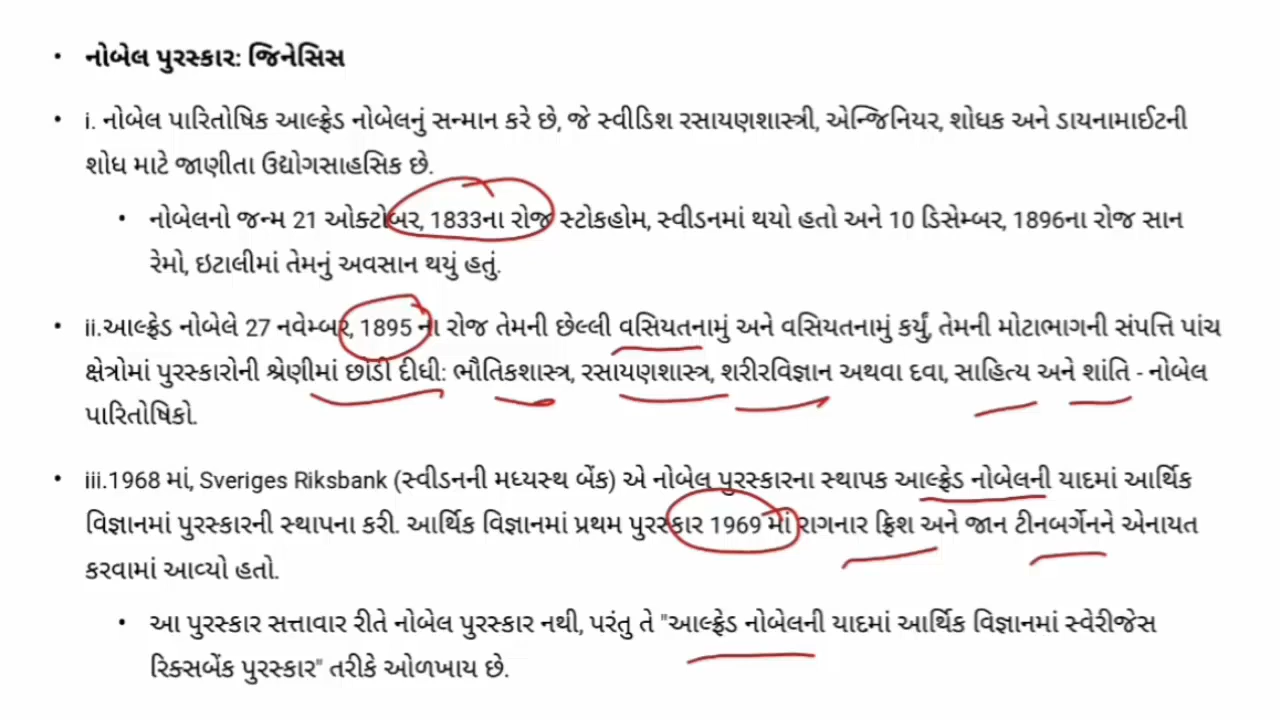 • નોબેલ પુરસ્કાર: જિનેસિસ
• i. નોબેલ પારિતોષિક આલ્ફ્રેડ નોબેલનું સન્માન કરે છે, જે સ્વીડિશ રસાયણશાસ્ત્રી, એન્જિનિયર, શોધક અને ડાયનામાઈટની
શોધ માટે જાણીતા ઉદ્યોગસાહસિક છે.
• નોબેલનો જન્મ 21 ઓક્ટોબર, 1833ના રોજ સ્ટોકહોમ, સ્વીડનમાં થયો હતો અને 10 ડિસેમ્બર, 1896ના રોજ સાન
રેમો, ઇટાલીમાં તેમનું અવસાન થયું હતું.
• ii.આલ્ફ્રેડ નોબેલે 27 નવેમ્બર, 1895 ના રોજ તેમની છેલ્લી વસિયતનામું અને વસિયતનામું કર્યું, તેમની મોટાભાગની સંપત્તિ પાંચ
ક્ષેત્રોમાં પુરસ્કારોની શ્રેણીમાં છોડી દીધી: ભૌતિકશાસ્ત્ર, રસાયણશાસ્ત્ર, શરીરવિજ્ઞાન અથવા દવા, સાહિત્ય અને શાંતિ - નોબેલ
પારિતોષિકો.
• iii.1968 માં, Sveriges Riksbank (સ્વીડનની મધ્યસ્થ બેંક) એ નોબેલ પુરસ્કારના સ્થાપક આલ્ફ્રેડ નોબેલની યાદમાં આર્થિક
વિજ્ઞાનમાં પુરસ્કારની સ્થાપના કરી. આર્થિક વિજ્ઞાનમાં પ્રથમ પુરસ્કાર 1969 માં રાગનાર ફ્રિશ અને જાન ટીનબર્ગેનને એનાયત
કરવામાં આવ્યો હતો.
• આ પુરસ્કાર સત્તાવાર રીતે નોબેલ પુરસ્કાર નથી, પરંતુ તે "આલ્ફ્રેડ નોબેલની યાદમાં આર્થિક વિજ્ઞાનમાં સ્વેરીજેસ
રિક્સબેંક પુરસ્કાર" તરીકે ઓળખાય છે.